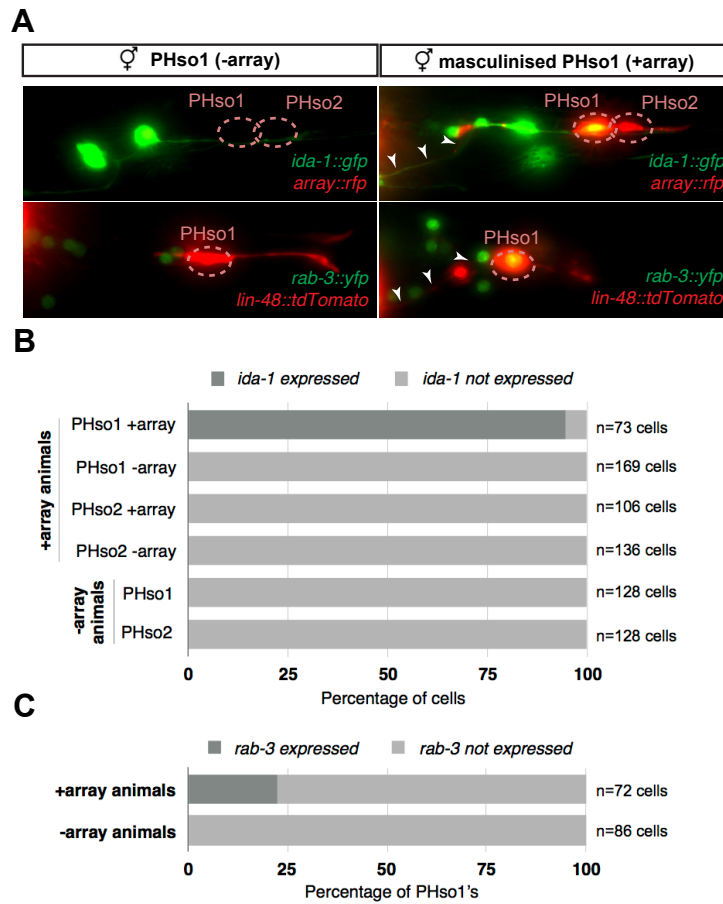 A
⚥ PHso1 (-array)
⚥ masculinised PHso1 (+array)
PHso1 PHso2
ida-1::gfp
array::rfp
PHso1 PHso2
ida-1::gfp
array::rfp
PHso1
rab-3::yfp
lin-48::tdTomato
PHso1
rab-3::yfp
lin-48::tdTomato
B
ida-1 expressed ida-1 not expressed
+array animals
PHso1 +array n=73 cells
PHso1 -array n=169 cells
PHso2 +array n=106 cells
PHso2 -array n=136 cells
-array animals
PHso1 n=128 cells
PHso2 n=128 cells
0 25 50 75 100
Percentage of cells
C
rab-3 expressed rab-3 not expressed
+array animals n=72 cells
-array animals n=86 cells
0 25 50 75 100
Percentage of PHso1's